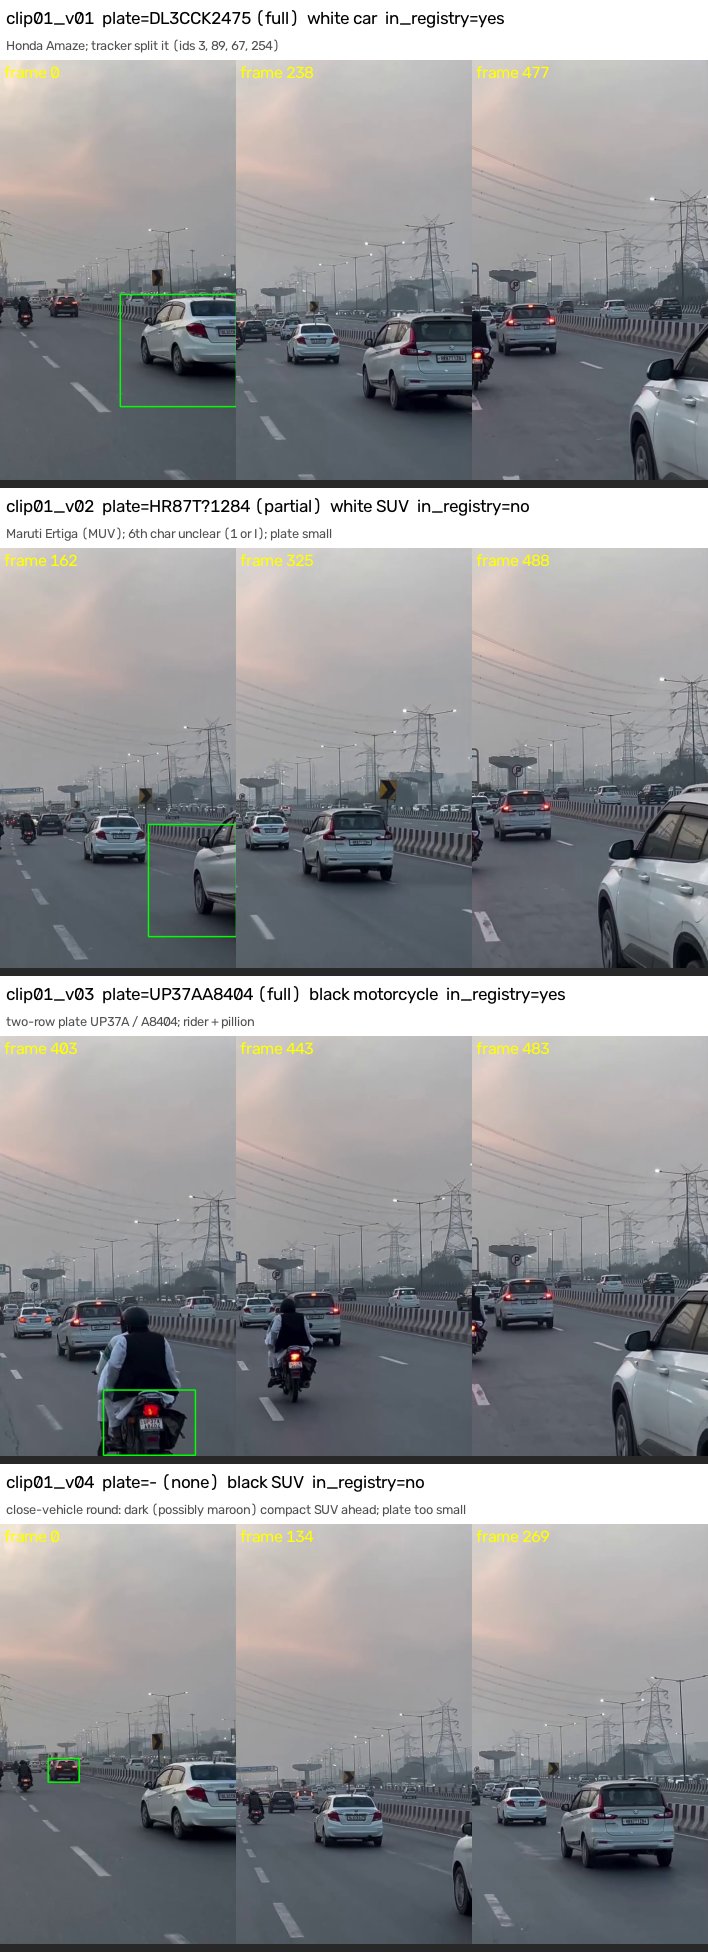 clip01_v01 plate=DL3CCK2475 (full) white car in_registry=yes
Honda Amaze; tracker split it (ids 3, 89, 67, 254)
frame 0 frame 238 frame 477
clip01_v02 plate=HR87T?1284 (partial) white SUV in_registry=no
Maruti Ertiga (MUV); 6th char unclear (1 or I); plate small
frame 162 frame 325 frame 488
clip01_v03 plate=UP37AA8404 (full) black motorcycle in_registry=yes
two-row plate UP37A / A8404; rider + pillion
frame 403 frame 443 frame 483
clip01_v04 plate=- (none) black SUV in_registry=no
close-vehicle round: dark (possibly maroon) compact SUV ahead; plate too small
frame 0 frame 134 frame 269